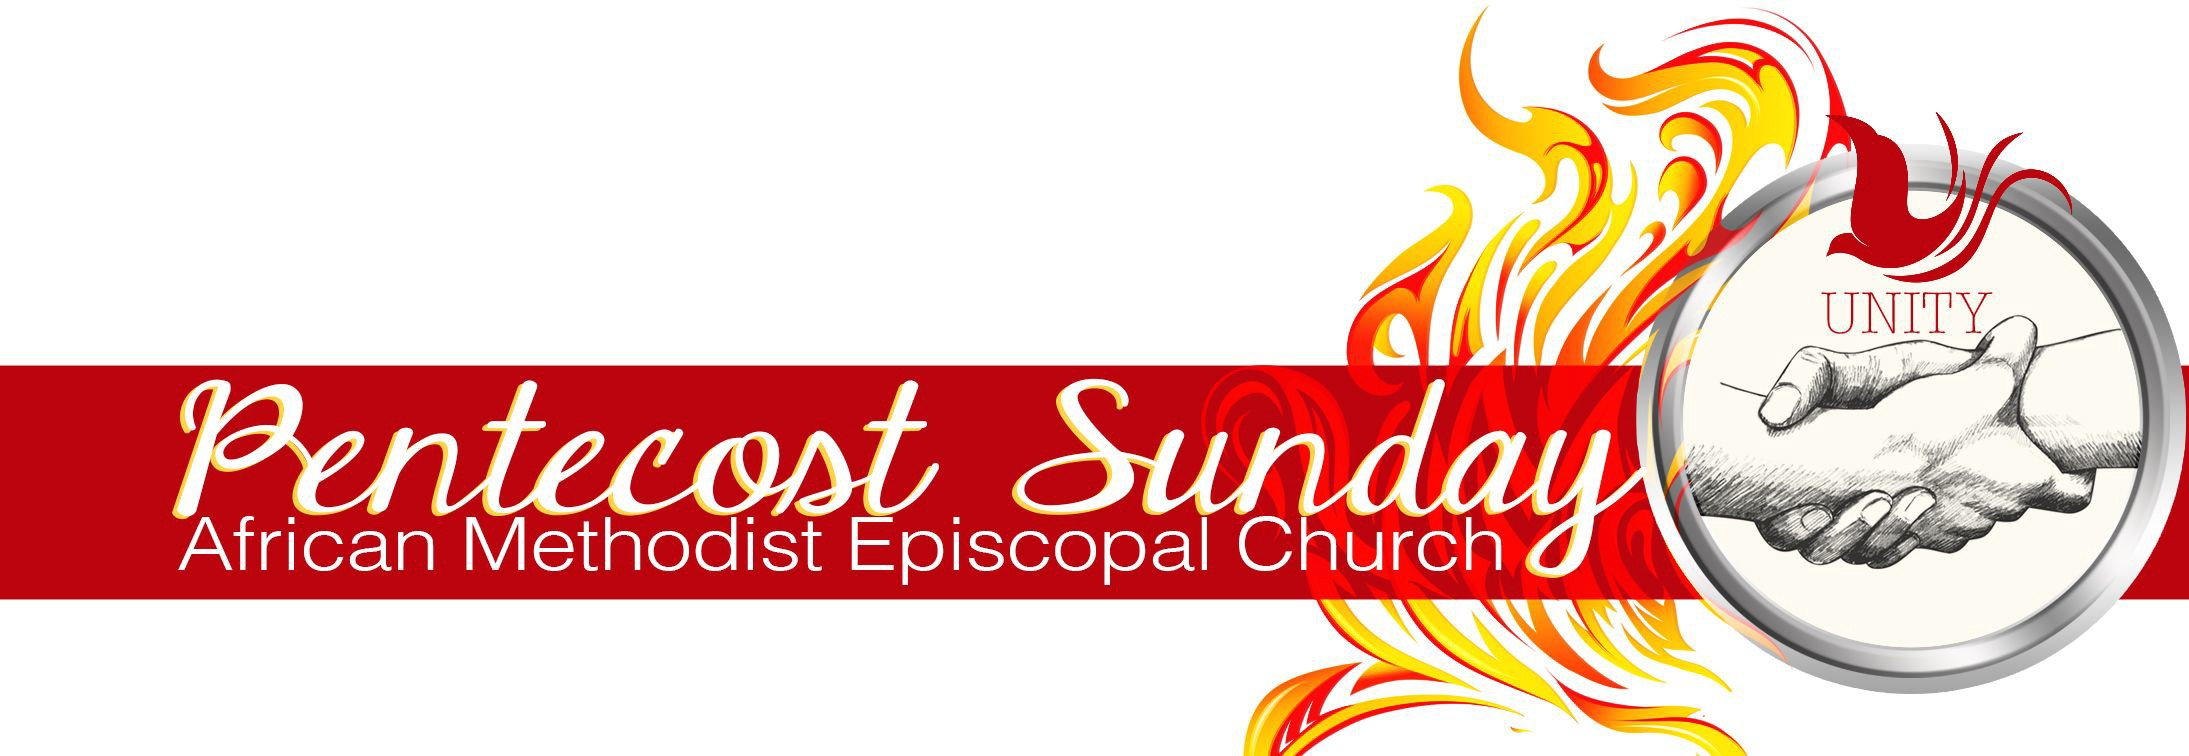 UNITY
Pentecost Sunday
African Methodist Episcopal Church